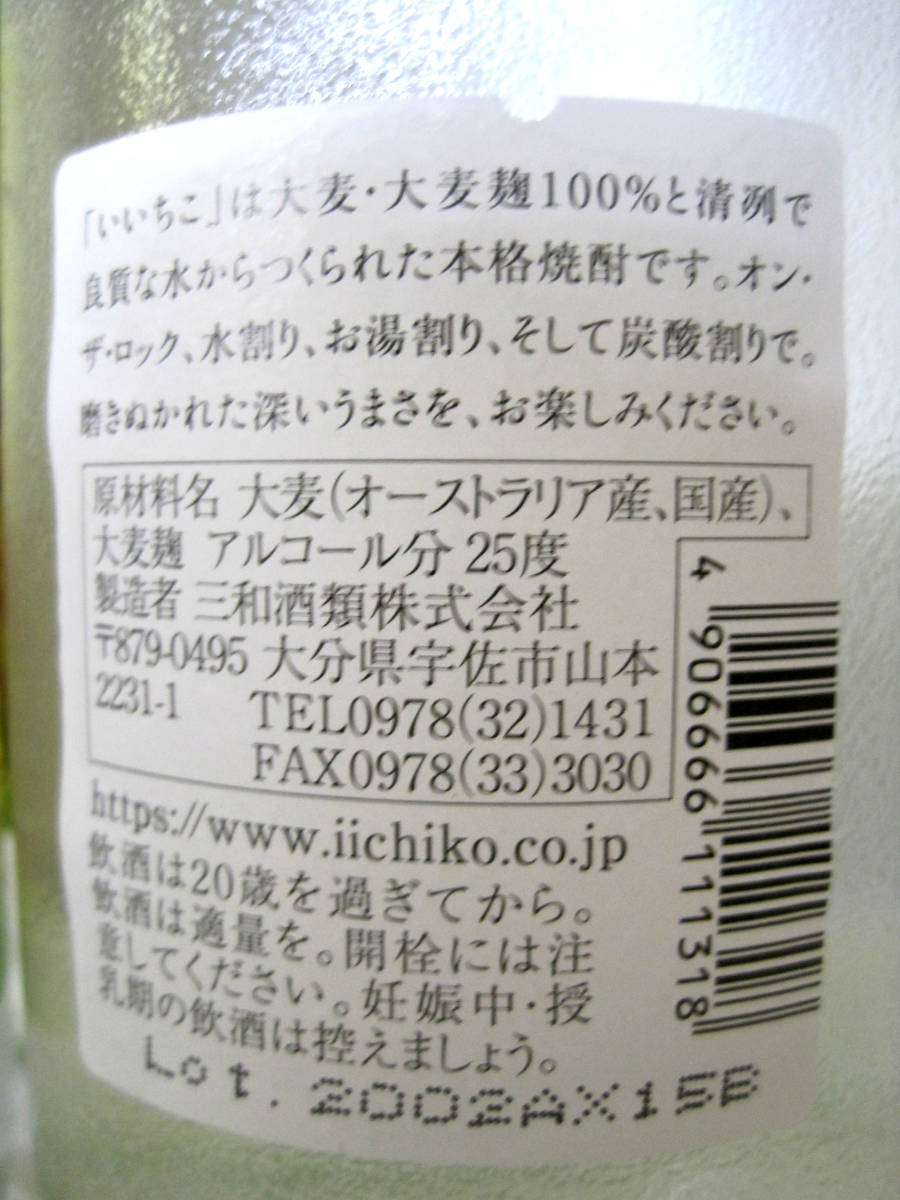 「いいちこ」は大麦・大麦麹100%と清冽で
良質な水からつくられた本格焼酎です。オン・
ザ・ロック、水割り、お湯割り、そして炭酸割りで。
磨きぬかれた深いうまさを、お楽しみください。
原材料名 大麦(オーストラリア産、国産)、
大麦麹 アルコール分 25度
製造者 三和酒類株式会社
〒879-0495 大分県宇佐市山本
2231-1 TEL0978(32)1431
FAX0978(33)3030
https://www.iichiko.co.jp
飲酒は20歳を過ぎてから。
飲酒は適量を。開栓には注
意してください。妊娠中・授
乳期の飲酒は控えましょう。
Lot.2002AX15B
4 906666 111318